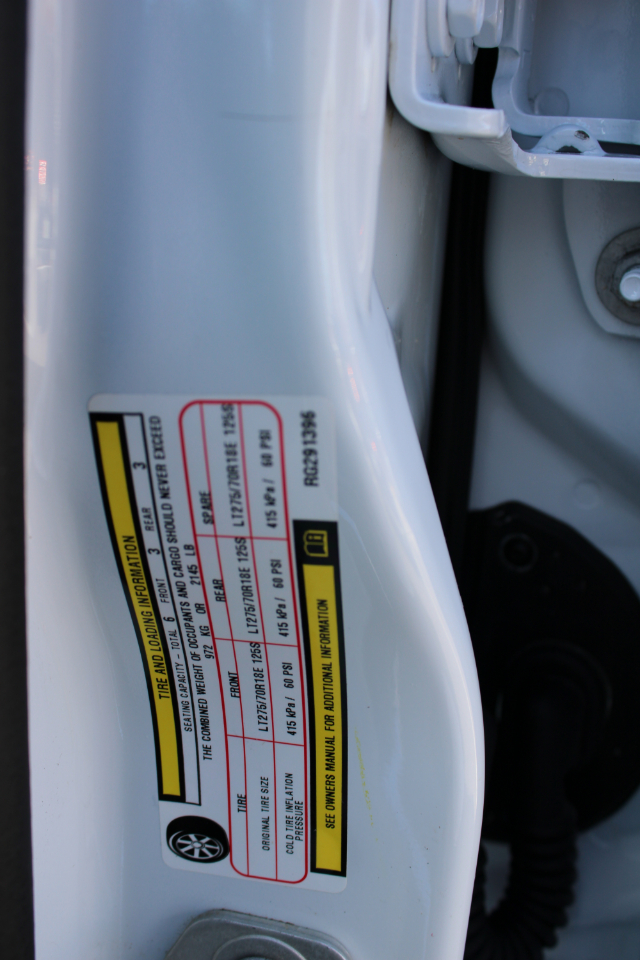 TIRE AND LOADING INFORMATION
SEATING CAPACITY - TOTAL 6 FRONT 3 REAR 3
THE COMBINED WEIGHT OF OCCUPANTS AND CARGO SHOULD NEVER EXCEED
972 KG OR 2145 LB
TIRE FRONT REAR SPARE
ORIGINAL TIRE SIZE LT275/70R18E 125S LT275/70R18E 125S LT275/70R18E 125S
COLD TIRE INFLATION PRESSURE 415 kPa / 60 PSI 415 kPa / 60 PSI 415 kPa / 60 PSI
SEE OWNERS MANUAL FOR ADDITIONAL INFORMATION
RG291396